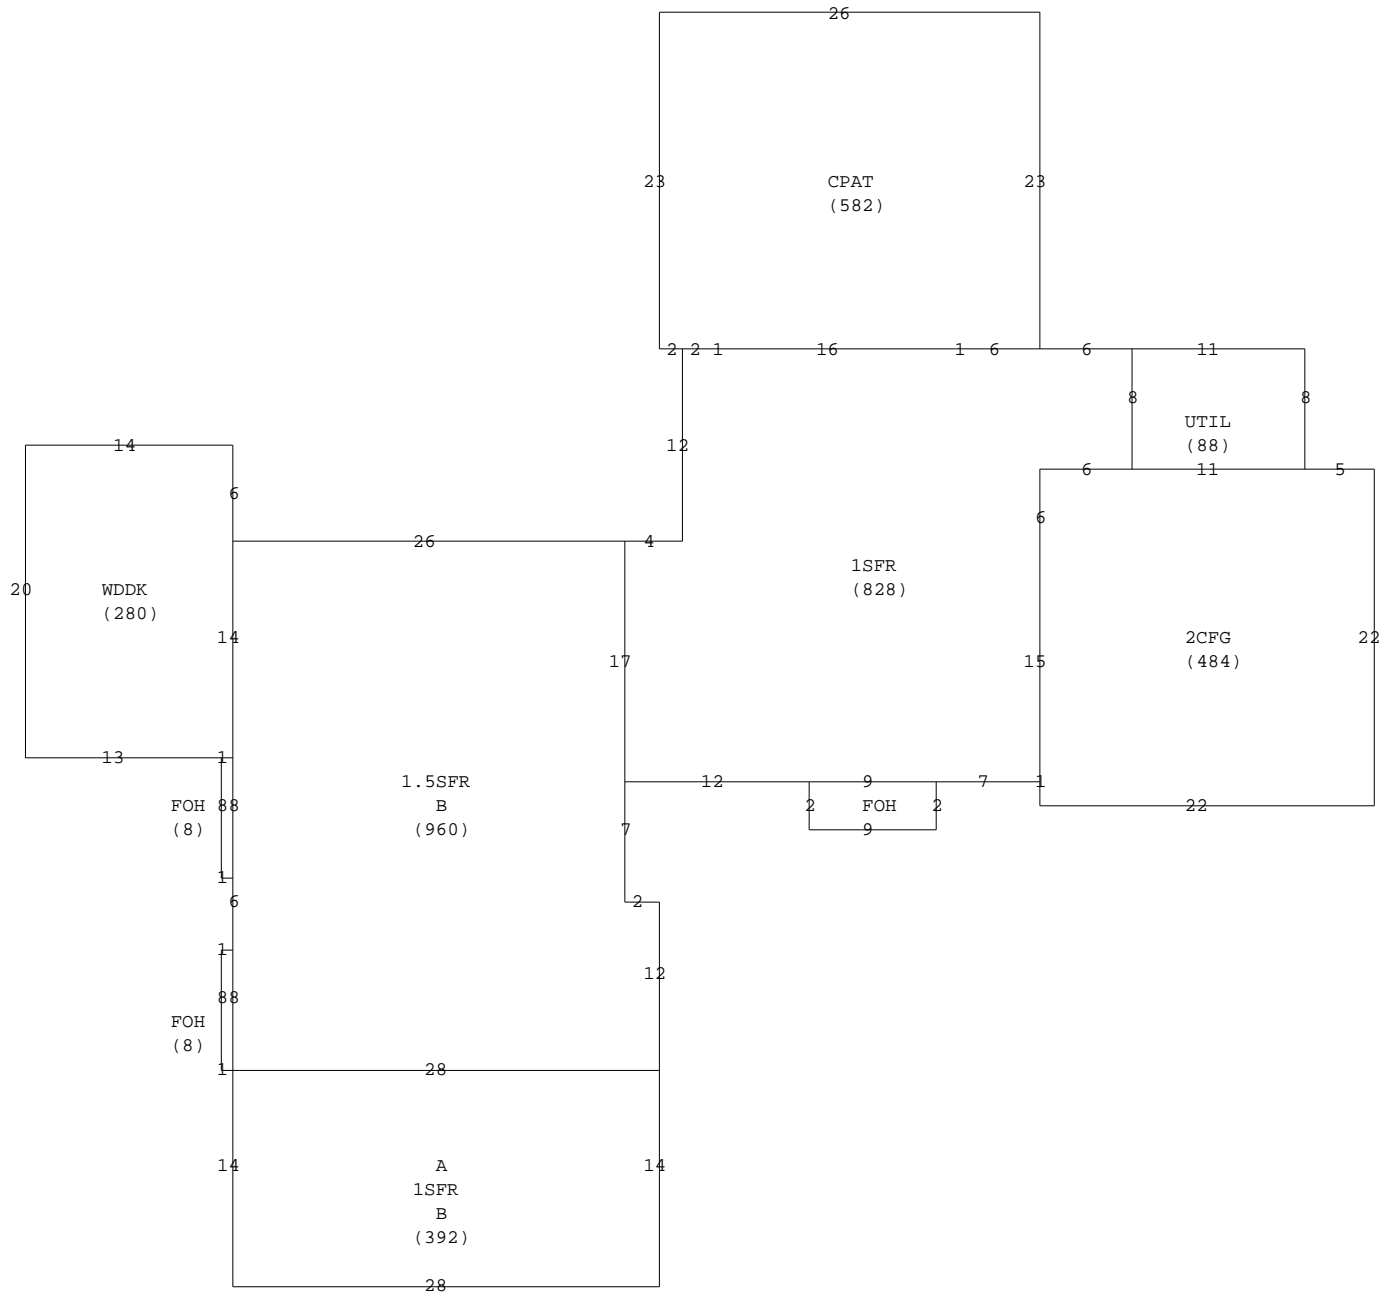 26
23
CPAT
23
(582)
2 2 1 16 1 6 6 11
8 8
UTIL
14 12 (88)
6 11 5
6
6
26 4
1SFR
20 WDDK (828)
(280)
14 2CFG 22
17 15 (484)
13 1
1.5SFR 12 9 7 1
FOH 88 B 2 FOH 2 22
(8) (960) 7 9
1
6 2
1
12
88
FOH
(8)
1 28
14 A 14
1SFR
B
(392)
28